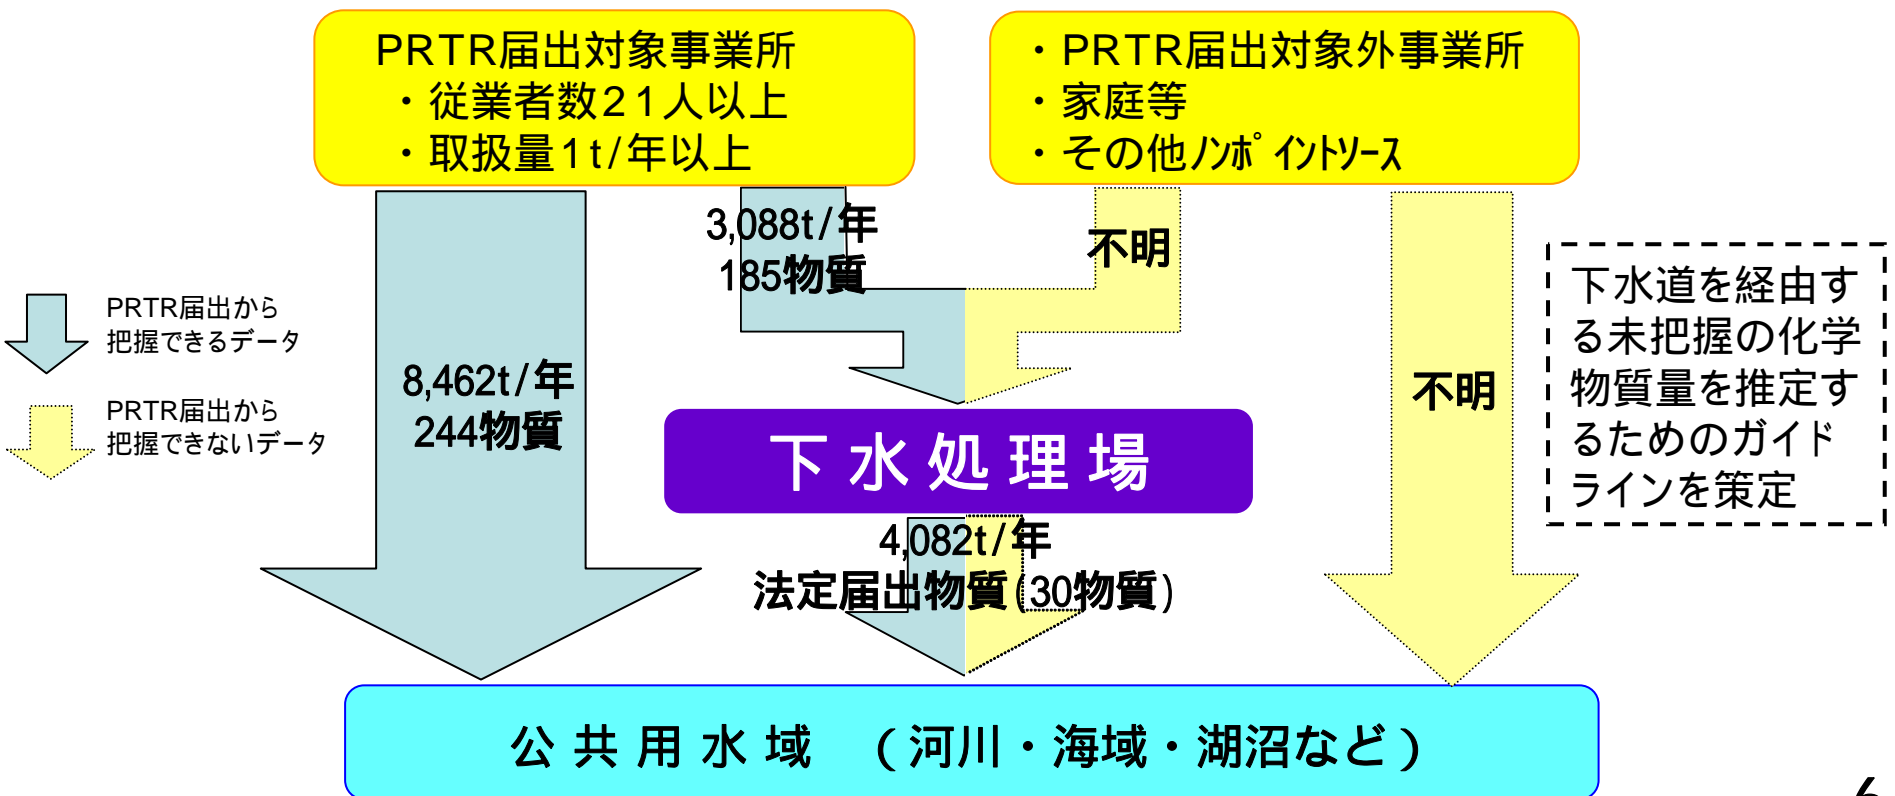 PRTR届出対象事業所
・従業者数21人以上
・取扱量1t/年以上
・PRTR届出対象外事業所
・家庭等
・その他ﾉﾝﾎﾟｲﾝﾄｿｰｽ
3,088t/年
185物質
不明
PRTR届出から
把握できるデータ
PRTR届出から
把握できないデータ
8,462t/年
244物質
不明
下水道を経由す
る未把握の化学
物質量を推定す
るためのガイド
ラインを策定
下水処理場
4,082t/年
法定届出物質(30物質)
公共用水域 (河川・海域・湖沼など)